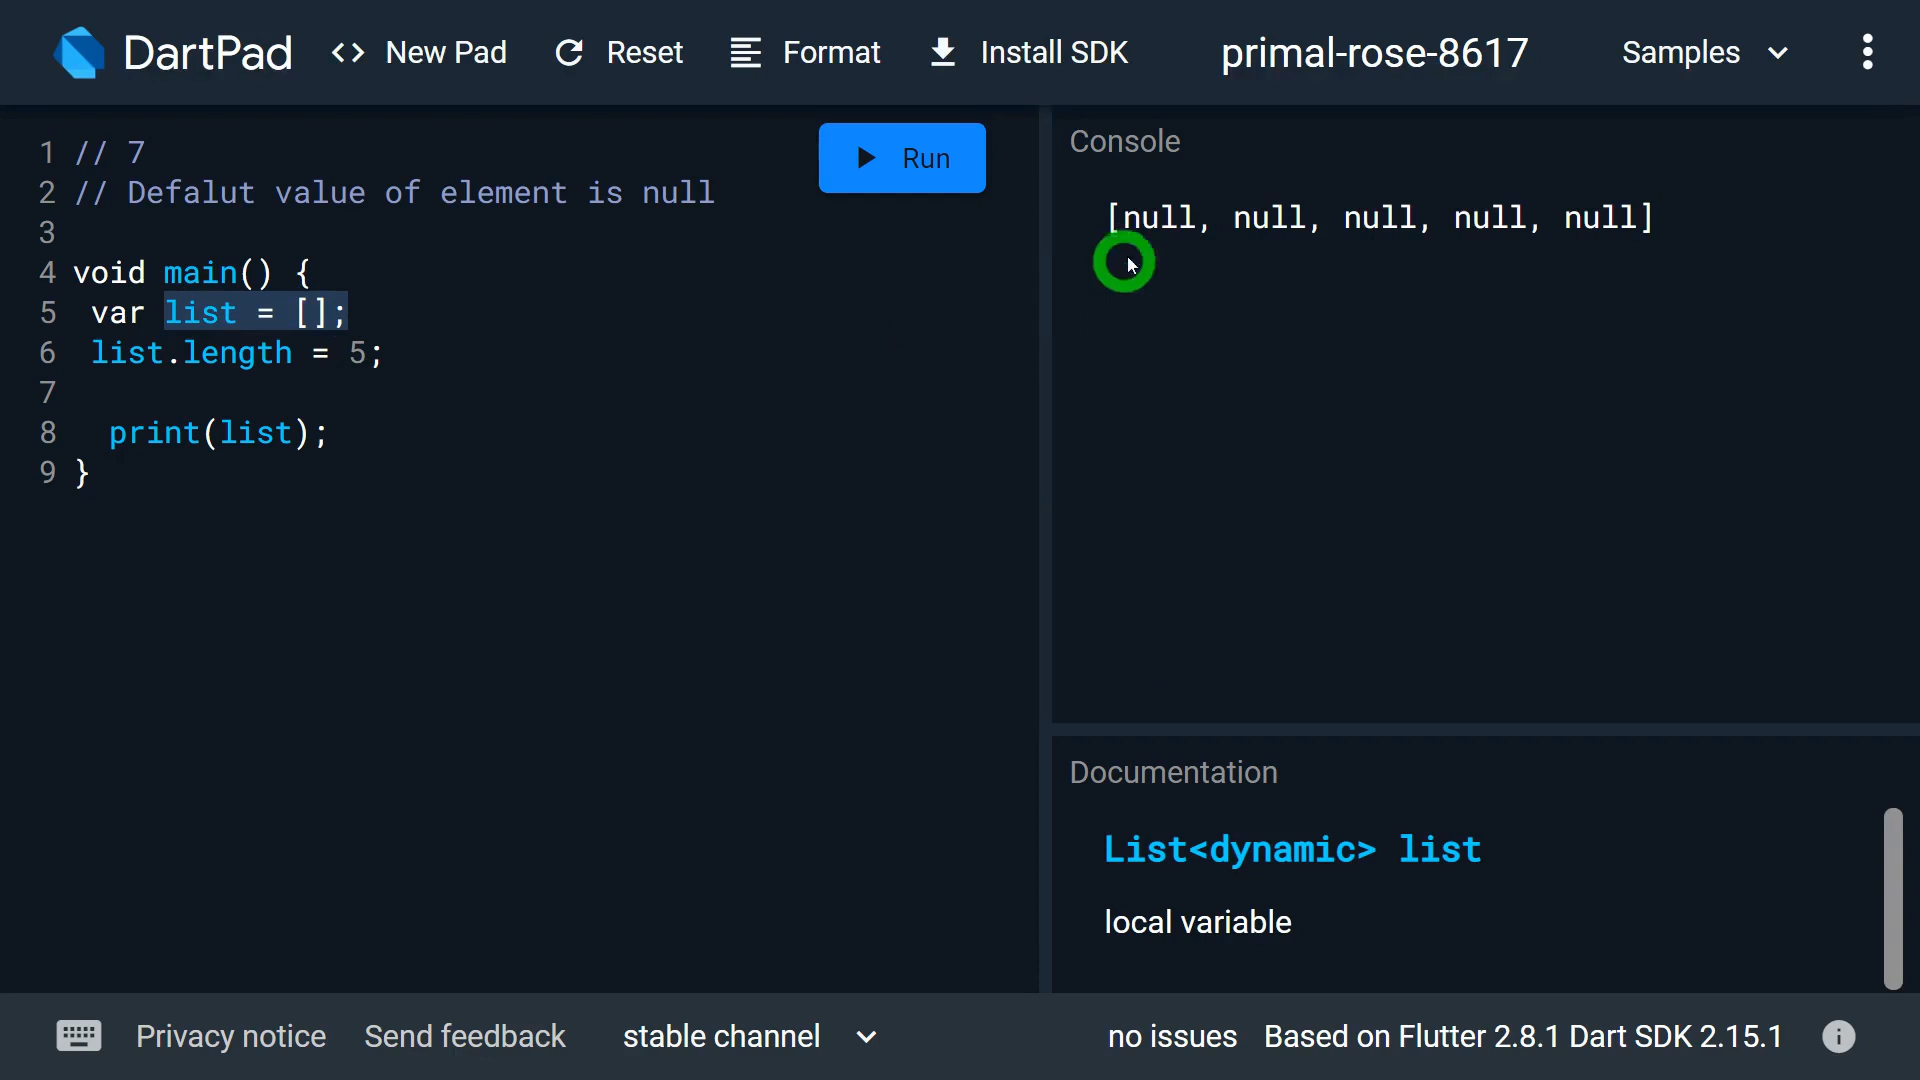 DartPad
<> New Pad
Reset
Format
Install SDK
primal-rose-8617
Samples
1 // 7
2 // Defalut value of element is null
3
4 void main() {
5 var list = [];
6 list.length = 5;
7
8 print(list);
9 }
Run
Console
[null, null, null, null, null]
Documentation
List<dynamic> list
local variable
Privacy notice
Send feedback
stable channel
no issues
Based on Flutter 2.8.1 Dart SDK 2.15.1
i